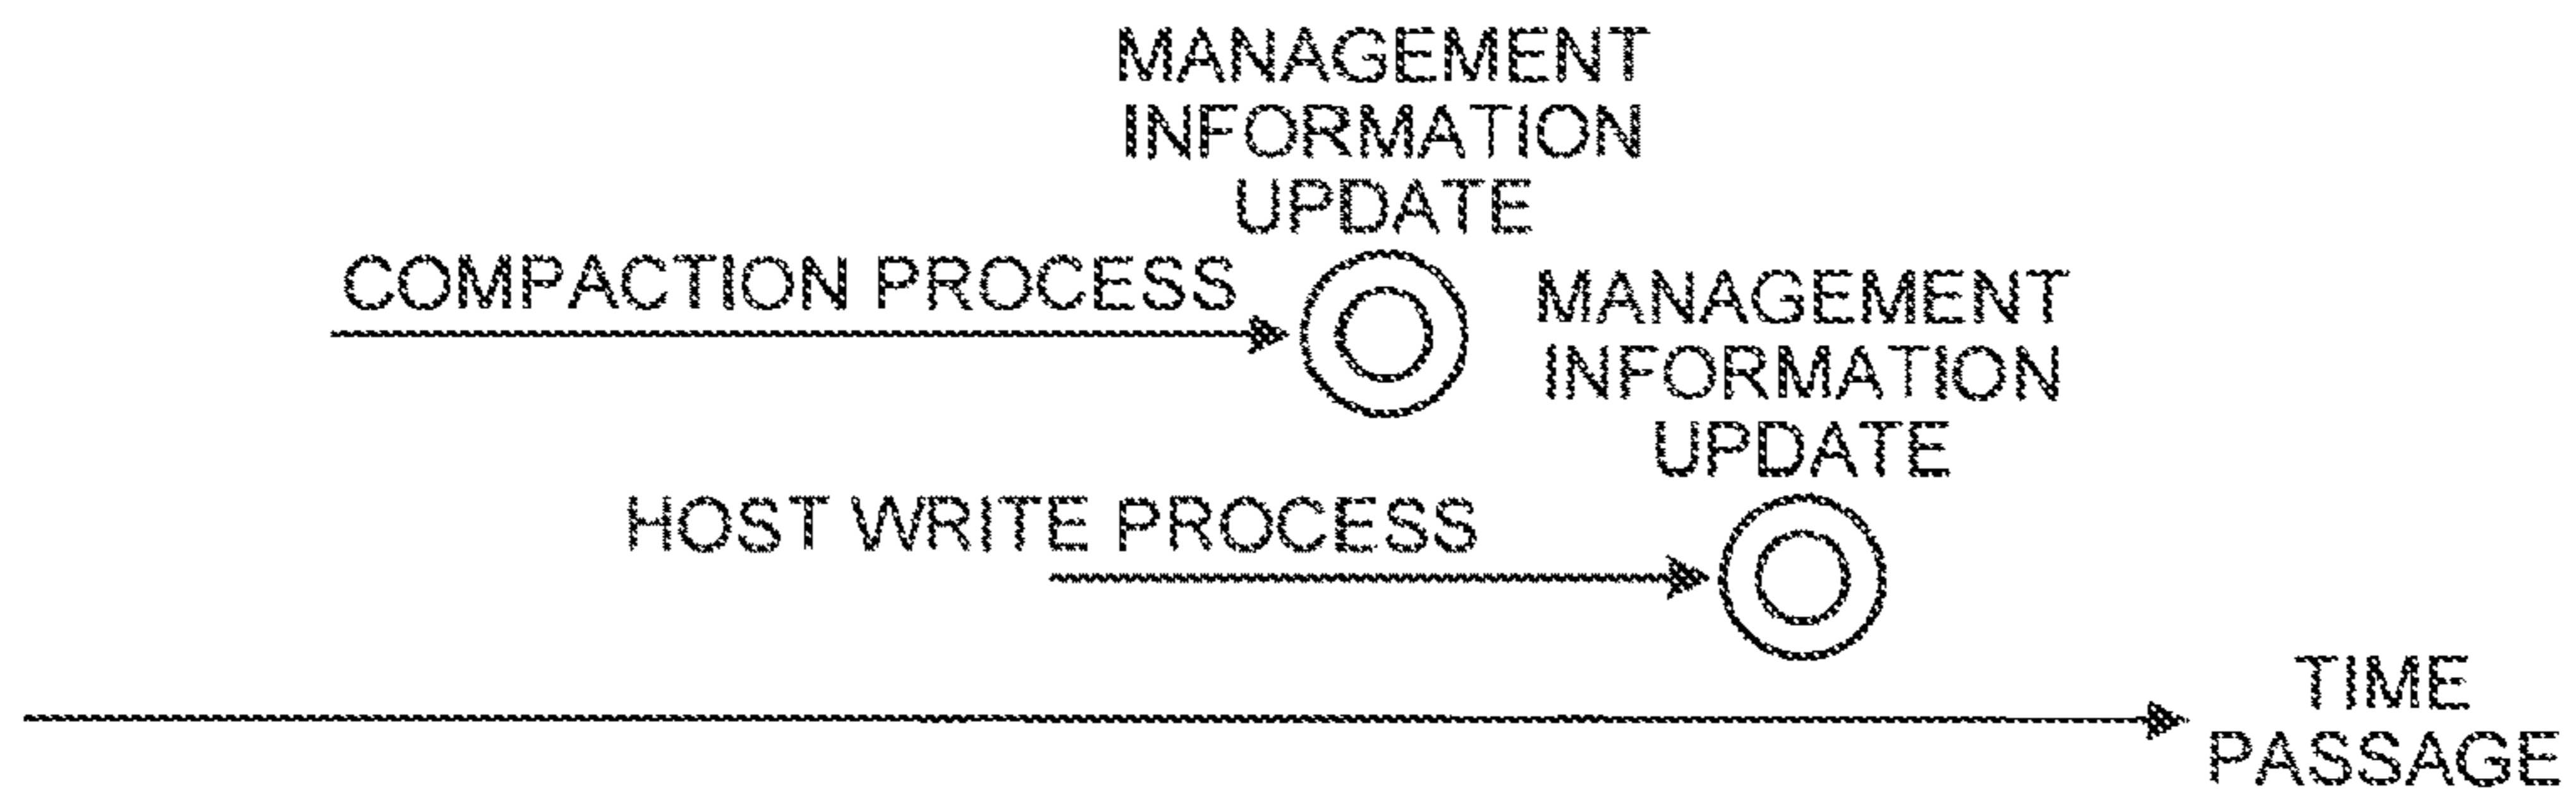 MANAGEMENT
INFORMATION
UPDATE
COMPACTION PROCESS
MANAGEMENT
INFORMATION
UPDATE
HOST WRITE PROCESS
TIME
PASSAGE